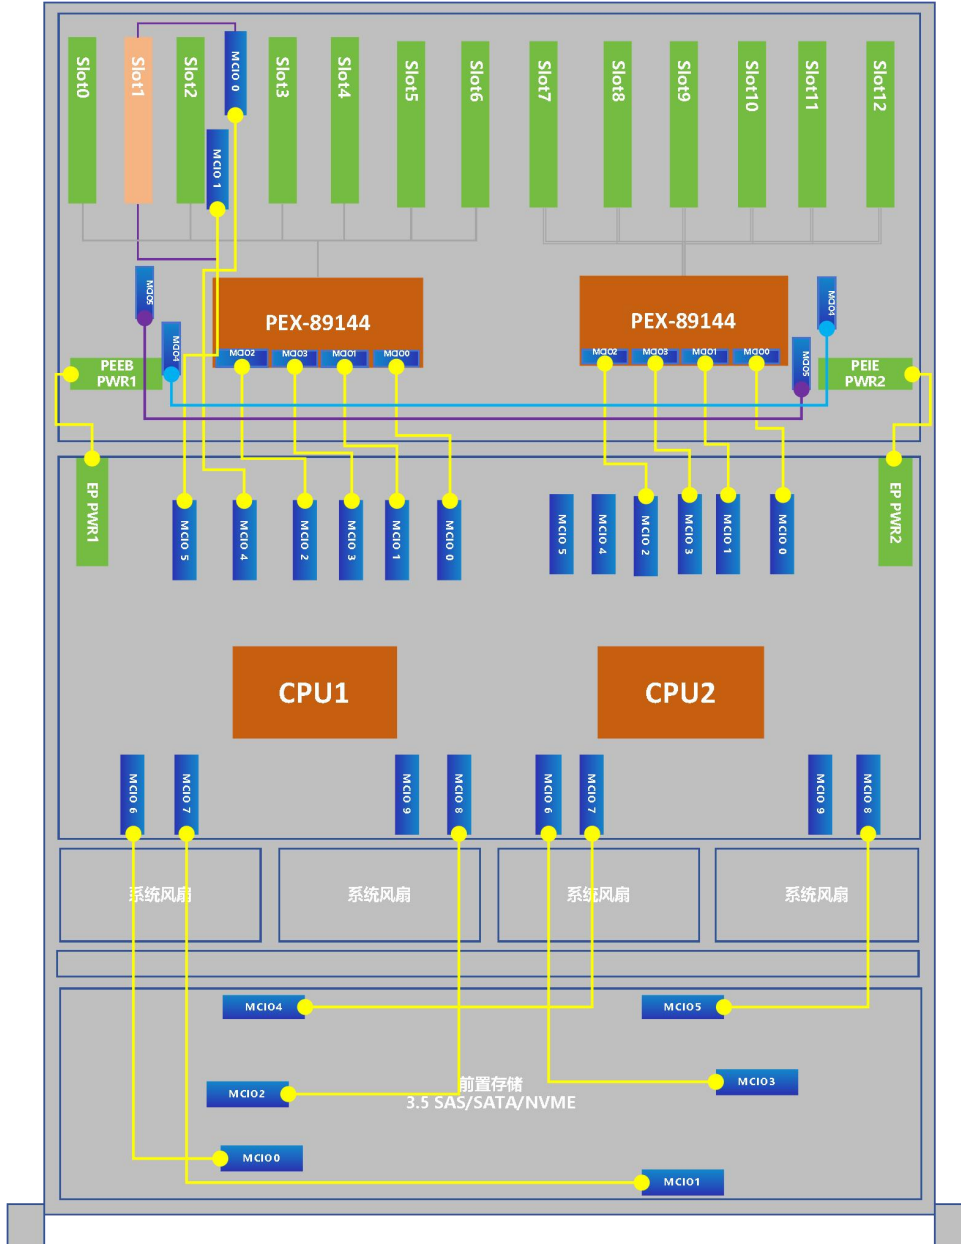 Slot0
Slot1
Slot2
MCIO 0
Slot3
Slot4
Slot5
Slot6
Slot7
Slot8
Slot9
Slot10
Slot11
Slot12
MCIO 1
MCIO5
MCIO4
PEX-89144
MCIO2
MCIO3
MCIO1
MCIO0
PEX-89144
MCIO2
MCIO3
MCIO1
MCIO0
MCIO4
MCIO5
PEEB
PWR1
PEIE
PWR2
EP PWR1
MCIO 5
MCIO 4
MCIO 2
MCIO 3
MCIO 1
MCIO 0
MCIO 5
MCIO 4
MCIO 2
MCIO 3
MCIO 1
MCIO 0
EP PWR2
CPU1
CPU2
MCIO 6
MCIO 7
MCIO 9
MCIO 8
MCIO 6
MCIO 7
MCIO 9
MCIO 8
系统风扇
系统风扇
系统风扇
系统风扇
MCIO4
MCIO5
MCIO2
前置存储
3.5 SAS/SATA/NVME
MCIO3
MCIO0
MCIO1